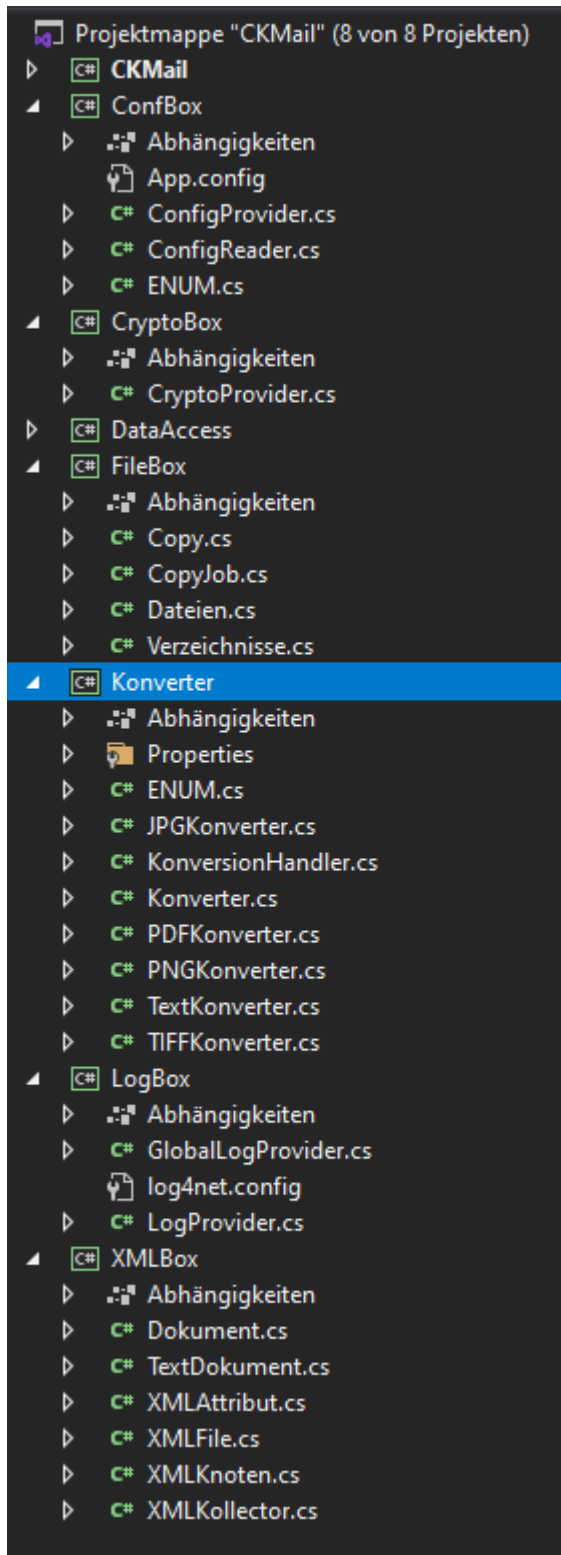 Projektmappe "CKMail" (8 von 8 Projekten)
C# CKMail
C# ConfBox
Abhängigkeiten
App.config
C# ConfigProvider.cs
C# ConfigReader.cs
C# ENUM.cs
C# CryptoBox
Abhängigkeiten
C# CryptoProvider.cs
C# DataAccess
C# FileBox
Abhängigkeiten
C# Copy.cs
C# CopyJob.cs
C# Dateien.cs
C# Verzeichnisse.cs
C# Konverter
Abhängigkeiten
Properties
C# ENUM.cs
C# JPGKonverter.cs
C# KonversionHandler.cs
C# Konverter.cs
C# PDFKonverter.cs
C# PNGKonverter.cs
C# TextKonverter.cs
C# TIFFKonverter.cs
C# LogBox
Abhängigkeiten
C# GlobalLogProvider.cs
log4net.config
C# LogProvider.cs
C# XMLBox
Abhängigkeiten
C# Dokument.cs
C# TextDokument.cs
C# XMLAttribut.cs
C# XMLFile.cs
C# XMLKnoten.cs
C# XMLKollector.cs